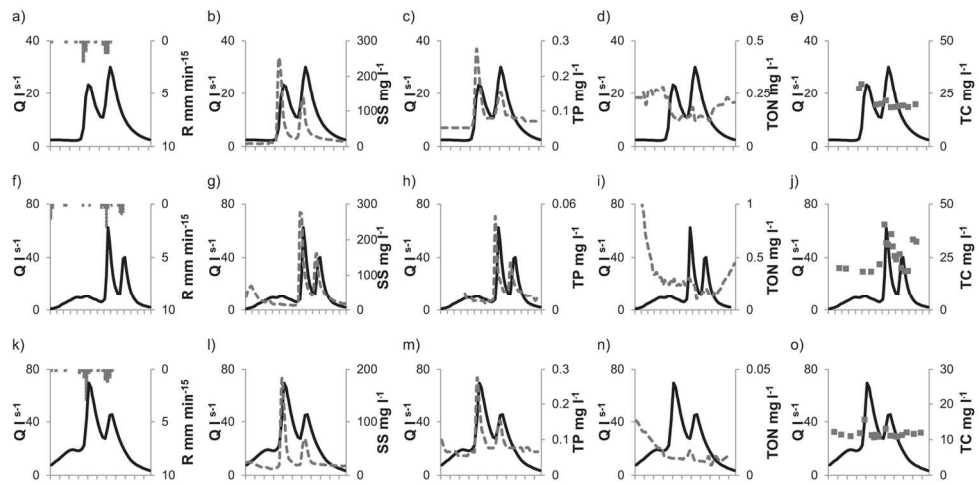 a) b) c) d) e)
40 0 40 300 40 0.3 40 0.5 40 50
20 5 20 200 100 20 0.2 0.1 20 0.25 20 25
0 10 0 0 0 0 0 0 0 0
Q l s-1 R mm min-15 Q l s-1 SS mg l-1 Q l s-1 TP mg l-1 Q l s-1 TON mg l-1 Q l s-1 TC mg l-1
f) g) h) i) j)
80 0 80 300 80 0.06 80 1 80 50
40 5 40 200 100 40 40 0.5 40 25
0 10 0 0 0 0 0 0 0 0
Q l s-1 R mm min-15 Q l s-1 SS mg l-1 Q l s-1 TP mg l-1 Q l s-1 TON mg l-1 Q l s-1 TC mg l-1
k) l) m) n) o)
80 0 80 200 80 0.3 80 0.05 80 30
40 5 40 100 40 0.2 0.1 40 40 20 10
0 10 0 0 0 0 0 0 0 0
Q l s-1 R mm min-15 Q l s-1 SS mg l-1 Q l s-1 TP mg l-1 Q l s-1 TON mg l-1 Q l s-1 TC mg l-1